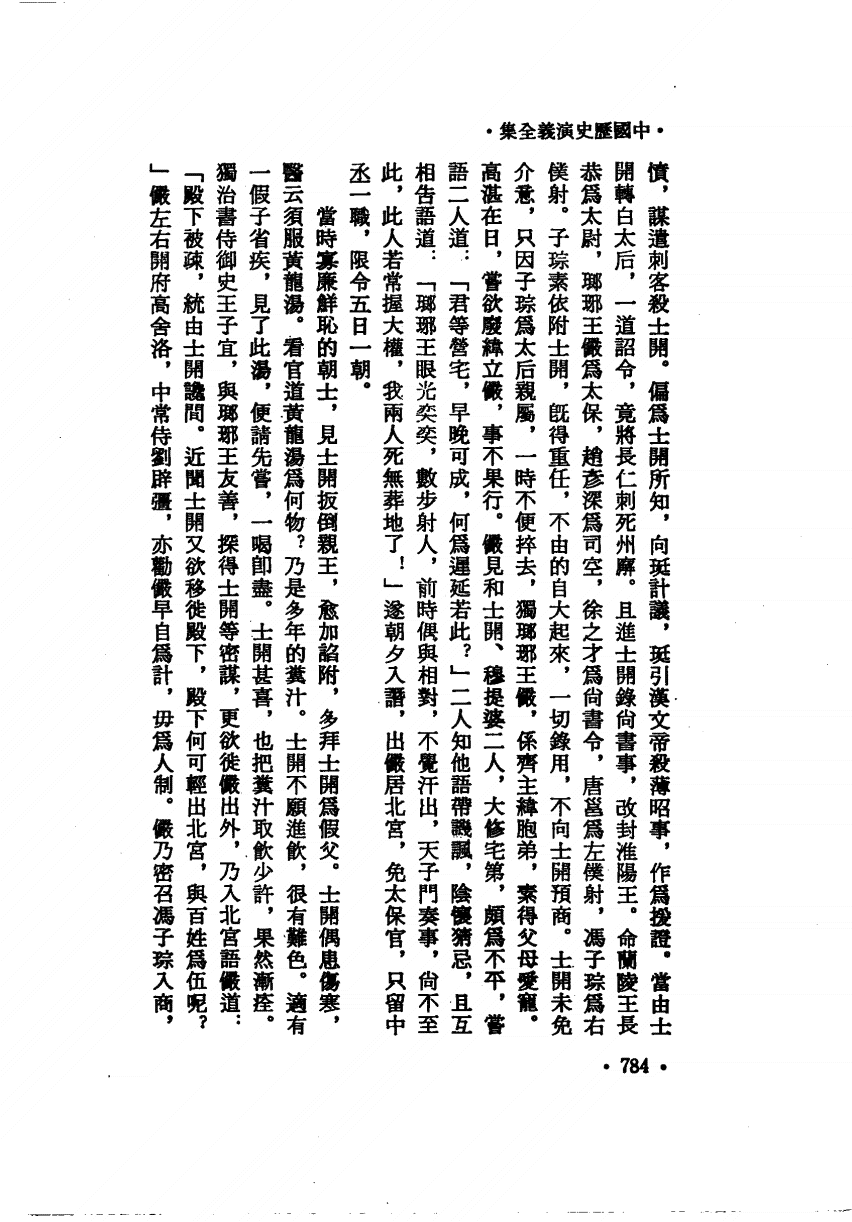 •中國歷史演義全集•
憤，謀遣刺客殺士開。偏爲士開所知，向珽計議，珽引漢文帝殺薄昭事，作爲援證。當由士
開轉白太后，一道詔令，竟將長仁刺死州廨。且進士開錄尙書事，改封淮陽王。命蘭陵王長
恭爲太尉，瑯琊王儼爲太保，趙彥深爲司空，徐之才爲尙書令，唐邕爲左僕射，馮子琮爲右
僕射。子琮素依附士開，旣得重任，不由的自大起來，一切錄用，不向士開預商。士開未免
介意，只因子琮爲太后親屬，一時不便捽去，獨瑯琊王儼，係齊主緯胞弟，素得父母愛寵。
高湛在日，嘗欲廢緯立儼，事不果行。儼見和士開、穆提婆二人，大修宅第，頗爲不平，嘗
語二人道：「君等營宅，早晚可成，何爲遲延若此？」二人知他語帶譏諷，陰懷猜忌，且互
相告語道：「瑯琊王眼光奕奕，數步射人，前時偶與相對，不覺汗出，天子門奏事，尙不至
此，此人若常握大權，我兩人死無葬地了！」遂朝夕入譖，出儼居北宮，免太保官，只留中
丞一職，限令五日一朝。
當時寡廉鮮恥的朝士，見士開扳倒親王，愈加諂附，多拜士開爲假父。士開偶患傷寒，
醫云須服黃龍湯。看官道黃龍湯爲何物？乃是多年的糞汁。士開不願進飮，很有難色。適有
一假子省疾，見了此湯，便請先嘗，一喝卽盡。士開甚喜，也把糞汁取飮少許，果然漸痊。
獨治書侍御史王子宜，與瑯琊王友善，探得士開等密謀，更欲徙儼出外，乃入北宮語儼道：
「殿下被疎，統由士開讒間。近聞士開又欲移徙殿下，殿下何可輕出北宮，與百姓爲伍呢？
」儼左右開府高舍洛，中常侍劉辟疆，亦勸儼早自爲計，毋爲人制。儼乃密召馮子琮入商，
•784•